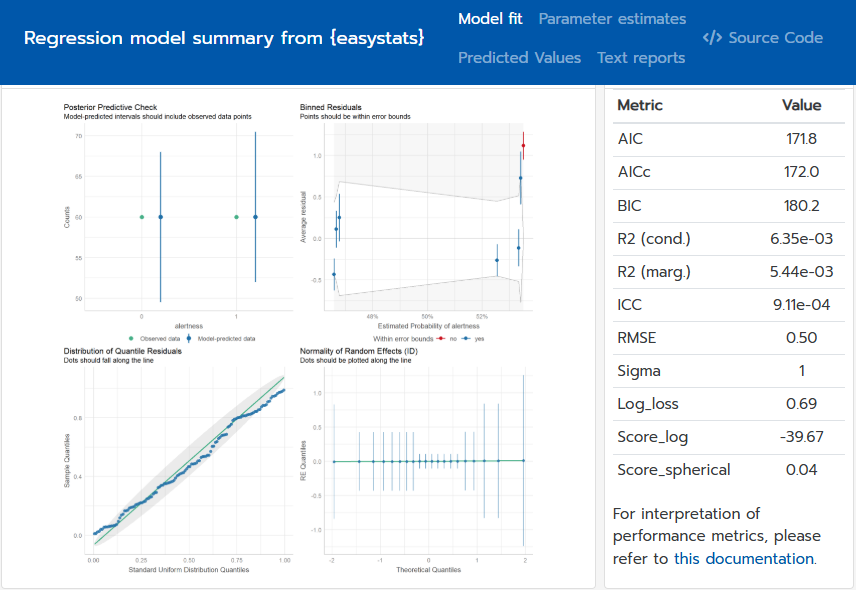 Regression model summary from {easystats}
Model fit Parameter estimates
Predicted Values Text reports
</> Source Code
Posterior Predictive Check
Model-predicted intervals should include observed data points
70
65
60
55
50
Counts
0 1
alertness
Observed data Model-predicted data
Binned Residuals
Points should be within error bounds
1.0
0.5
0.0
-0.5
Average residual
48% 50% 52%
Estimated Probability of alertness
Within error bounds no yes
Distribution of Quantile Residuals
Dots should fall along the line
0.8
0.4
0.0
Sample Quantiles
0.00 0.25 0.50 0.75 1.00
Standard Uniform Distribution Quantiles
Normality of Random Effects (ID)
Dots should be plotted along the line
1.0
0.5
0.0
-0.5
-1.0
RE Quantiles
-2 -1 0 1 2
Theoretical Quantiles
Metric Value
AIC 171.8
AICc 172.0
BIC 180.2
R2 (cond.) 6.35e-03
R2 (marg.) 5.44e-03
ICC 9.11e-04
RMSE 0.50
Sigma 1
Log_loss 0.69
Score_log -39.67
Score_spherical 0.04
For interpretation of
performance metrics, please
refer to this documentation.